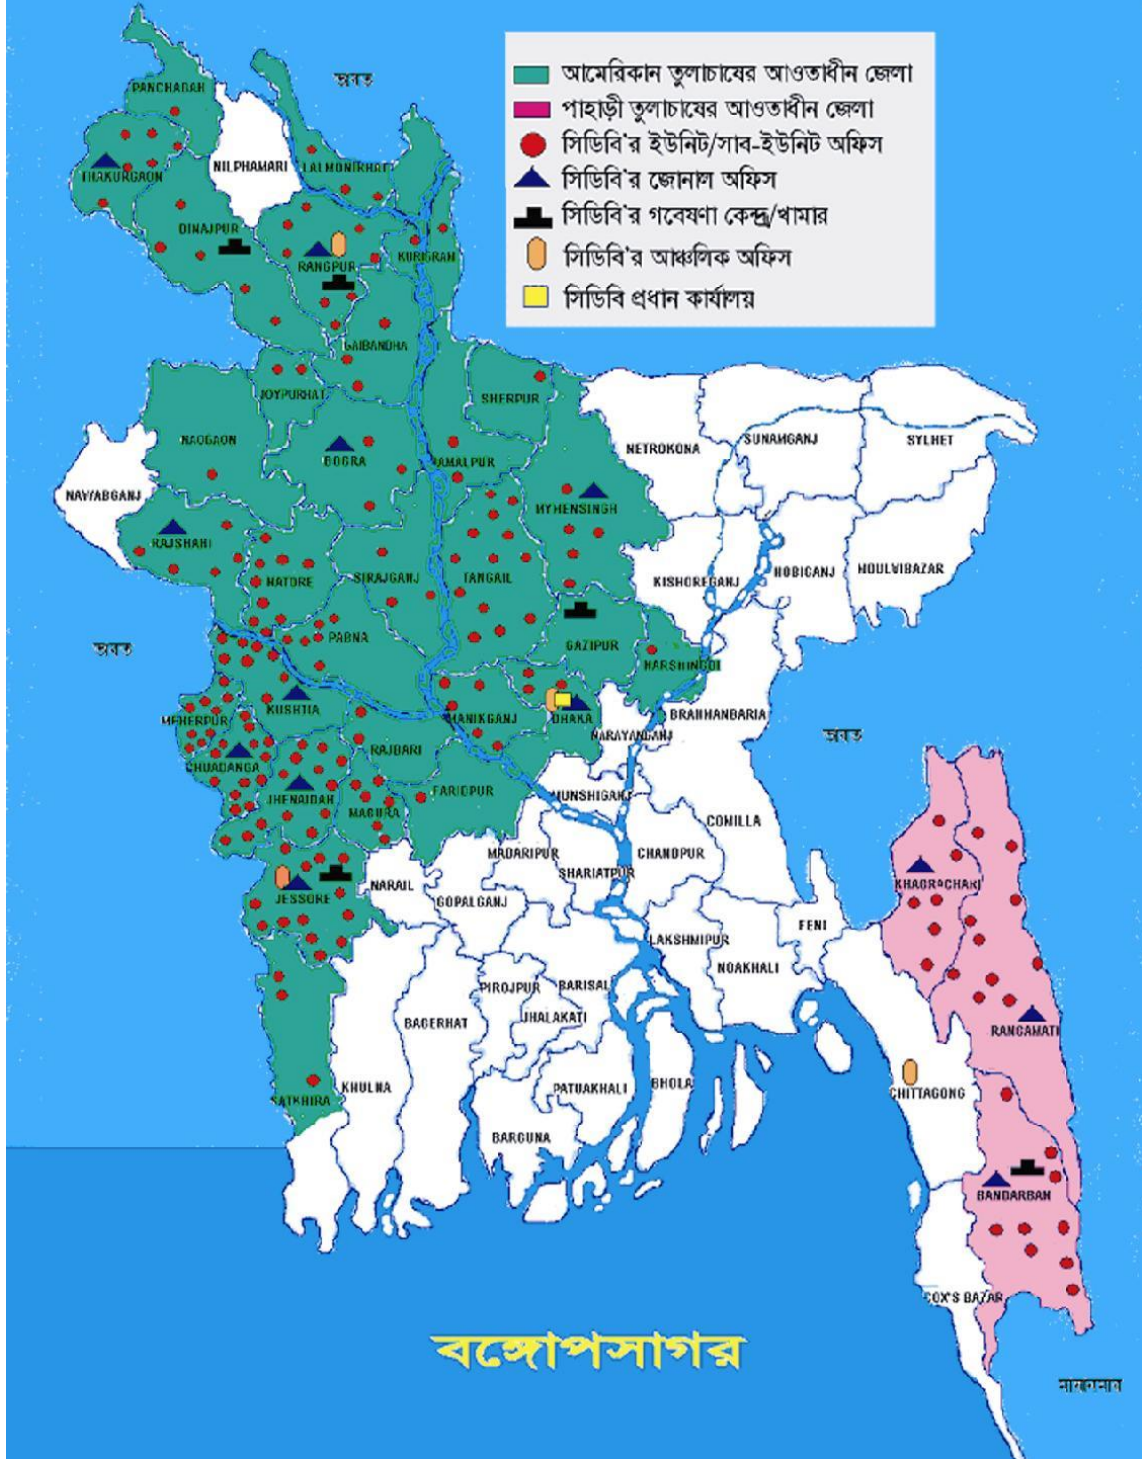 আমেরিকান তুলাচাষের আওতাধীন জেলা
পাহাড়ী তুলাচাষের আওতাধীন জেলা
সিডিবি'র ইউনিট/সাব-ইউনিট অফিস
সিডিবি'র জোনাল অফিস
সিডিবি'র গবেষণা কেন্দ্র/খামার
সিডিবি'র আঞ্চলিক অফিস
সিডিবি প্রধান কার্যালয়
ভারত
PANCHAGAH
NILPHAMARI
LALMONIRHAT
THAKURGAON
DINAJPUR
RANGPUR
KURIGRAM
GAIBANDHA
JOYPURHAT
SHERPUR
NAOGAON
BOGRA
JAMALPUR
NETROKONA
SUNAMGANJ
SYLHET
NAWABGANJ
MYMENSINGH
RAJSHAHI
NATORE
SIRAJGANJ
TANGAIL
KISHOREGANJ
HOBIGANJ
MOULVIBAZAR
PABNA
GAZIPUR
NARSHINGDI
ভারত
KUSHTIA
MEHERPUR
MANIKGANJ
DHAKA
BRAHHANBARIA
NARAYANGANJ
ভারত
RAJBARI
CHUADANGA
JHENAIDAH
MAGURA
FARIDPUR
MUNSHIGANJ
COMILLA
MADARIPUR
CHANDPUR
SHARIATPUR
KHAGRACHARI
JESSORE
NARAIL
GOPALGANJ
FENI
LAKSHMIPUR
NOAKHALI
PIROJPUR
BARISAL
JHALAKATI
BAGERHAT
RANGAMATI
KHULNA
PATUAKHALI
BHOLA
CHITTAGONG
SATKHIRA
BARGUNA
BANDARBAN
COX'S BAZAR
বঙ্গোপসাগর